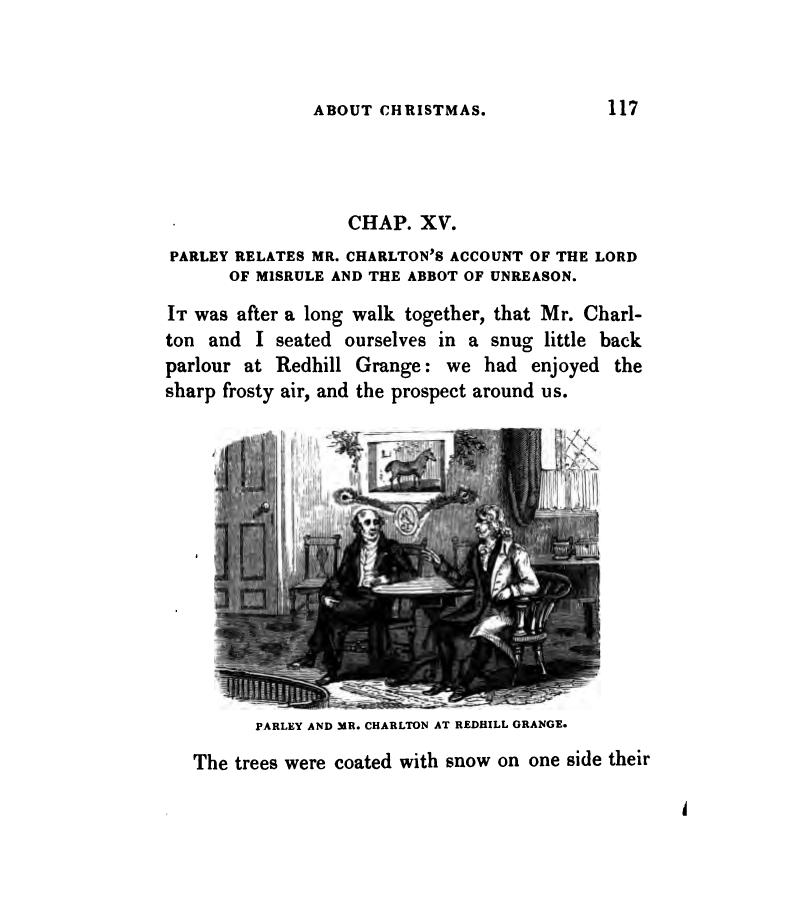 ABOUT CHRISTMAS. 117
CHAP. XV.
PARLEY RELATES MR. CHARLTON'S ACCOUNT OF THE LORD
OF MISRULE AND THE ABBOT OF UNREASON.
IT was after a long walk together, that Mr. Charl-
ton and I seated ourselves in a snug little back
parlour at Redhill Grange: we had enjoyed the
sharp frosty air, and the prospect around us.
PARLEY AND MR. CHARLTON AT REDHILL GRANGE.
The trees were coated with snow on one side their